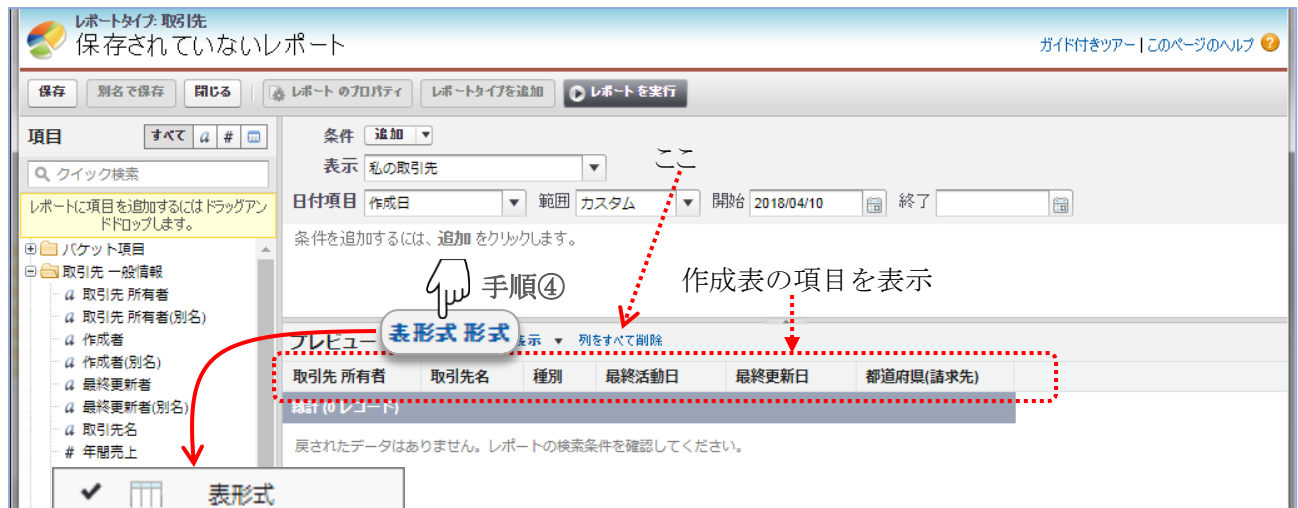 レポートタイプ: 取引先
保存されていないレポート
ガイド付きツアー | このページのヘルプ
保存 別名で保存 閉じる レポート のプロパティ レポートタイプを追加 レポートを実行
項目 すべて a #
クイック検索
レポートに項目を追加するにはドラッグアンドドロップします。
バケット項目
取引先 一般情報
a 取引先 所有者
a 取引先 所有者(別名)
a 作成者
a 作成者(別名)
a 最終更新者
a 最終更新者(別名)
a 取引先名
# 年間売上
表形式
条件 追加
表示 私の取引先
ここ
日付項目 作成日 範囲 カスタム 開始 2018/04/10 終了
条件を追加するには、追加 をクリックします。
手順④
作成表の項目を表示
プレビュー 表形式 形式 表示 列をすべて削除
取引先 所有者 取引先名 種別 最終活動日 最終更新日 都道府県(請求先)
総計 (0 レコード)
戻されたデータはありません。レポートの検索条件を確認してください。